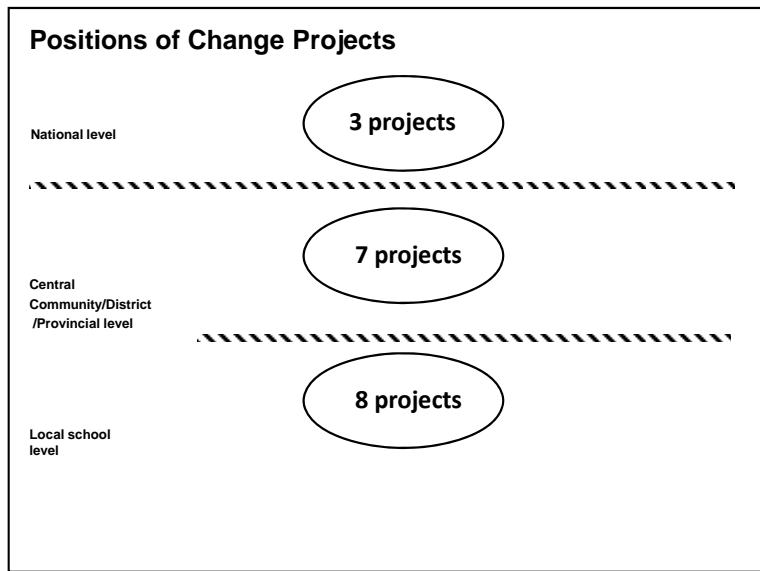 Positions of Change Projects
3 projects
National level
7 projects
Central
Community/District
/Provincial level
8 projects
Local school
level